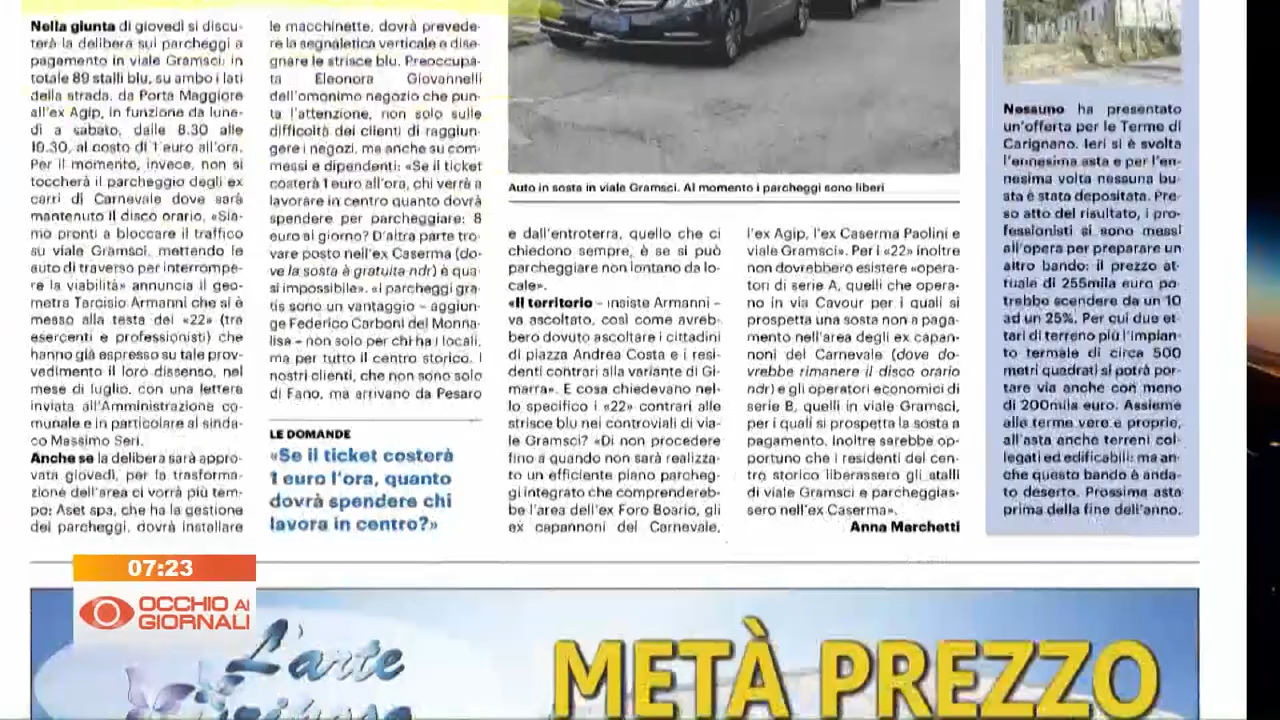 Nella giunta di giovedì si discu-
terà la delibera sui parcheggi a
pagamento in viale Gramsci: in
totale 89 stalli blu, su ambo i lati
della strada, da Porta Maggiore
all'ex Agip, in funzione da lune-
dì a sabato, dalle 8.30 alle
19.30, al costo di 1 euro all'ora.
Per il momento, invece, non si
toccherà il parcheggio degli ex
carri di Carnevale dove sarà
mantenuto il disco orario. «Sia-
mo pronti a bloccare il traffico
su viale Gramsci, mettendo le
auto di traverso per interrompe-
re la viabilità» annuncia il geo-
metra Tarcisio Armanni che si è
messo alla testa dei «22» (tra
esercenti e professionisti) che
hanno già espresso su tale prov-
vedimento il loro dissenso, nel
mese di luglio, con una lettera
inviata all'Amministrazione co-
munale e in particolare al sinda-
co Massimo Seri.
Anche se la delibera sarà appro-
vata giovedì, per la trasforma-
zione dell'area ci vorrà più tem-
po: Aset spa, che ha la gestione
dei parcheggi, dovrà installare
le macchinette, dovrà prevede-
re la segnaletica verticale e dise-
gnare le strisce blu. Preoccupa-
ta Eleonora Giovannelli
dell'omonimo negozio che pun-
ta l'attenzione, non solo sulle
difficoltà dei clienti di raggiun-
gere i negozi, ma anche su com-
messi e dipendenti: «Se il ticket
costerà 1 euro all'ora, chi verrà a
lavorare in centro quanto dovrà
spendere per parcheggiare: 8
euro al giorno? D'altra parte tro-
vare posto nell'ex Caserma (do-
ve la sosta è gratuita ndr) è qua-
si impossibile». «I parcheggi gra-
tis sono un vantaggio – aggiun-
ge Federico Carboni del Monna-
lisa – non solo per chi ha i locali,
ma per tutto il centro storico. I
nostri clienti, che non sono solo
di Fano, ma arrivano da Pesaro
LE DOMANDE
«Se il ticket costerà
1 euro l'ora, quanto
dovrà spendere chi
lavora in centro?»
Auto in sosta in viale Gramsci. Al momento i parcheggi sono liberi
e dall'entroterra, quello che ci
chiedono sempre, è se si può
parcheggiare non lontano da lo-
cale».
«Il territorio – insiste Armanni –
va ascoltato, così come avreb-
bero dovuto ascoltare i cittadini
di piazza Andrea Costa e i resi-
denti contrari alla variante di Gi-
marra». E cosa chiedevano nel-
lo specifico i «22» contrari alle
strisce blu nei controviali di via-
le Gramsci? «Di non procedere
fino a quando non sarà realizza-
to un efficiente piano parcheg-
gi integrato che comprendereb-
be l'area dell'ex Foro Boario, gli
ex capannoni del Carnevale,
l'ex Agip, l'ex Caserma Paolini e
viale Gramsci». Per i «22» inoltre
non dovrebbero esistere «opera-
tori di serie A, quelli che opera-
no in via Cavour per i quali si
prospetta una sosta non a paga-
mento nell'area degli ex capan-
noni del Carnevale (dove do-
vrebbe rimanere il disco orario
ndr) e gli operatori economici di
serie B, quelli in viale Gramsci,
per i quali si prospetta la sosta a
pagamento. Inoltre sarebbe op-
portuno che i residenti del cen-
tro storico liberassero gli stalli
di viale Gramsci e parcheggias-
sero nell'ex Caserma».
Anna Marchetti
Nessuno ha presentato
un'offerta per le Terme di
Carignano. Ieri si è svolta
l'ennesima asta e per l'en-
nesima volta nessuna bu-
sta è stata depositata. Pre-
so atto del risultato, i pro-
fessionisti si sono messi
all'opera per preparare un
altro bando: il prezzo at-
tuale di 255mila euro po-
trebbe scendere da un 10
ad un 25%. Per cui due et-
tari di terreno più l'impian-
to termale di circa 500
metri quadrati si potrà por-
tare via anche con meno
di 200mila euro. Assieme
alle terme vere e proprie,
all'asta anche terreni col-
legati ed edificabili: ma an-
che questo bando è anda-
to deserto. Prossima asta
prima della fine dell'anno.
07:23
OCCHIO AI
GIORNALI
L'arte
METÀ PREZZO